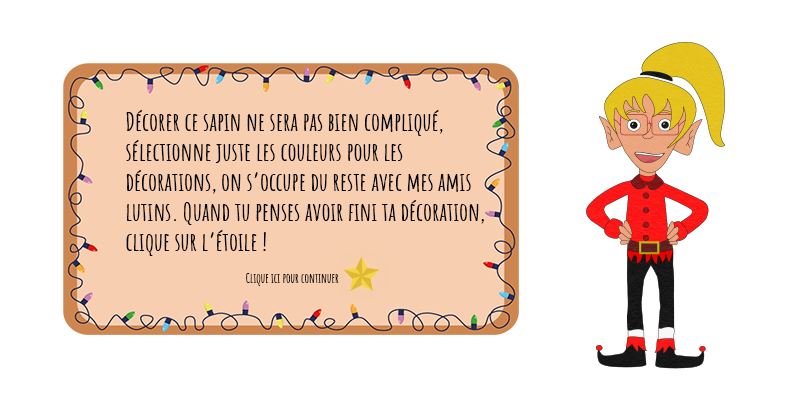 Décorer ce sapin ne sera pas bien compliqué,
sélectionne juste les couleurs pour les
décorations, on s'occupe du reste avec mes amis
lutins. Quand tu penses avoir fini ta décoration,
clique sur l'étoile !
Clique ici pour continuer